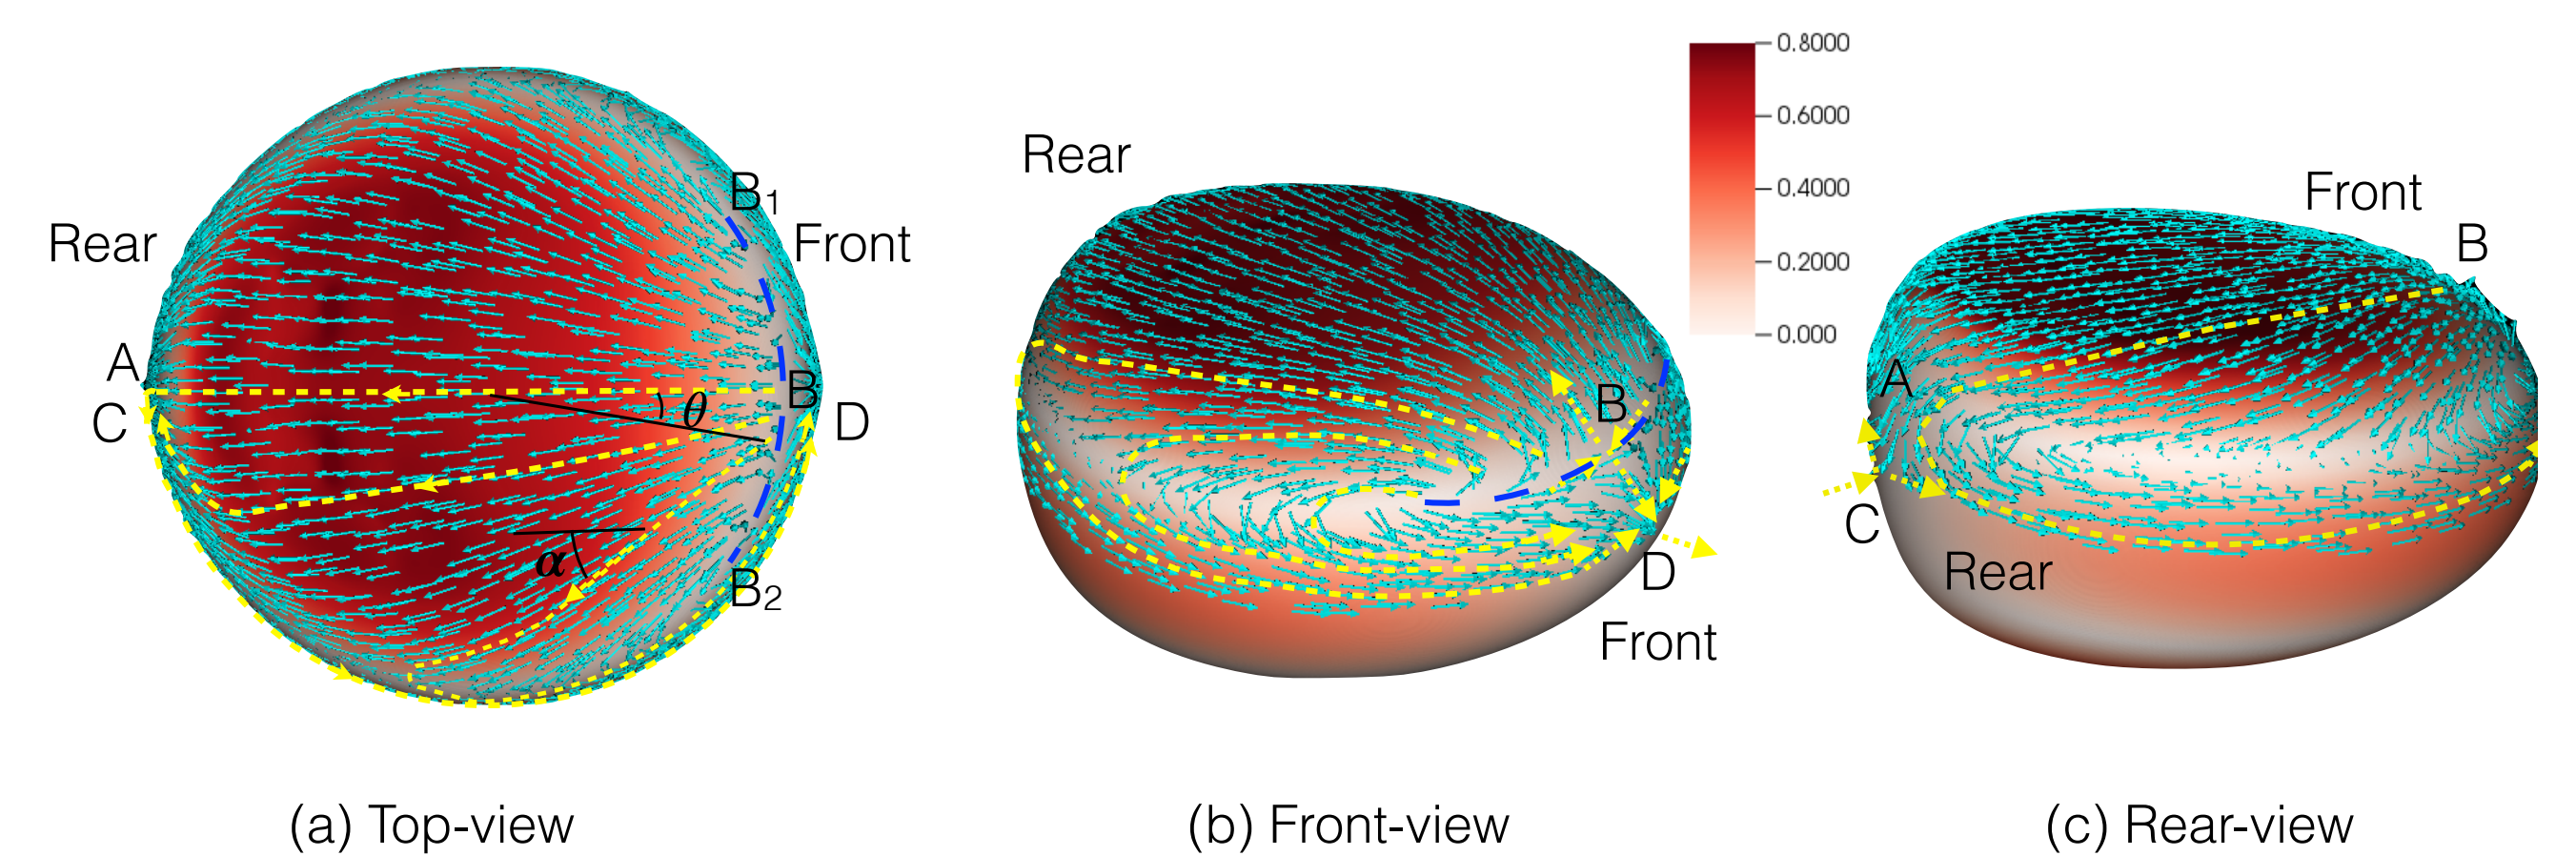 0.8000
0.6000
0.4000
0.2000
0.000
Rear
Front
A
C
B₁
B
D
B₂
θ
α
(a) Top-view
Rear
B
D
Front
(b) Front-view
Front
B
A
C
Rear
(c) Rear-view